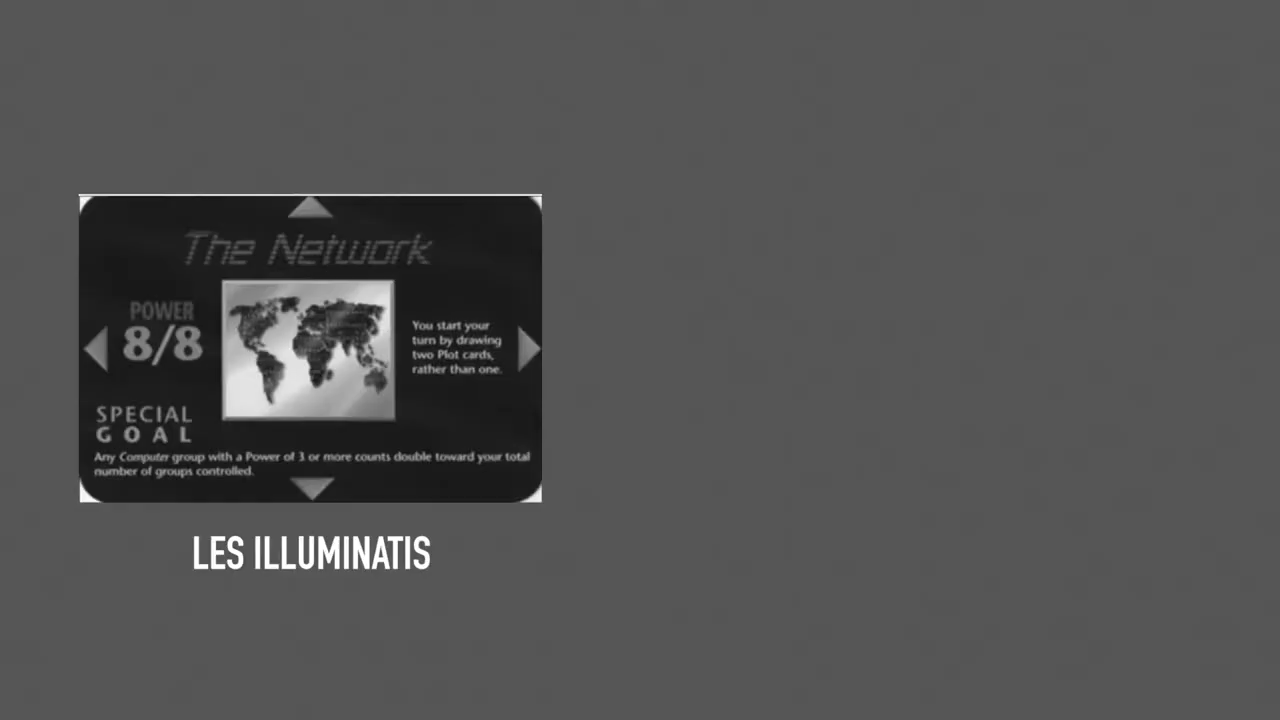 The Network
POWER
8/8
You start your
turn by drawing
two Plot cards,
rather than one.
SPECIAL
GOAL
Any Computer group with a Power of 3 or more counts double toward your total
number of groups controlled.
LES ILLUMINATIS